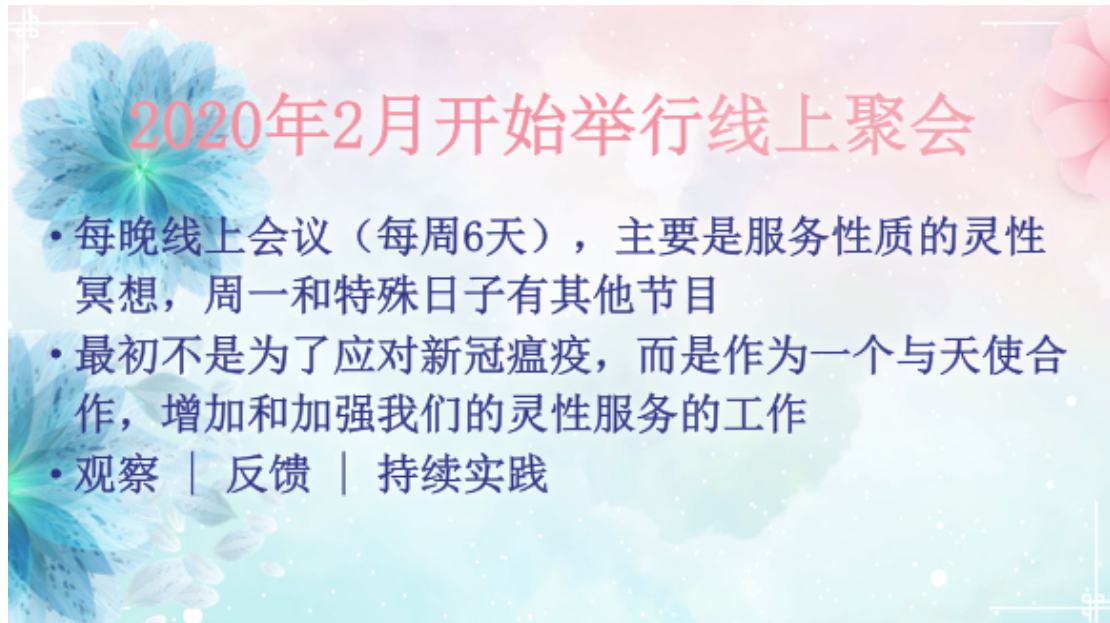 2020年2月开始举行线上聚会
•每晚线上会议（每周6天），主要是服务性质的灵性
冥想，周一和特殊日子有其他节目
•最初不是为了应对新冠瘟疫，而是作为一个与天使合
作，增加和加强我们的灵性服务的工作
•观察 | 反馈 | 持续实践